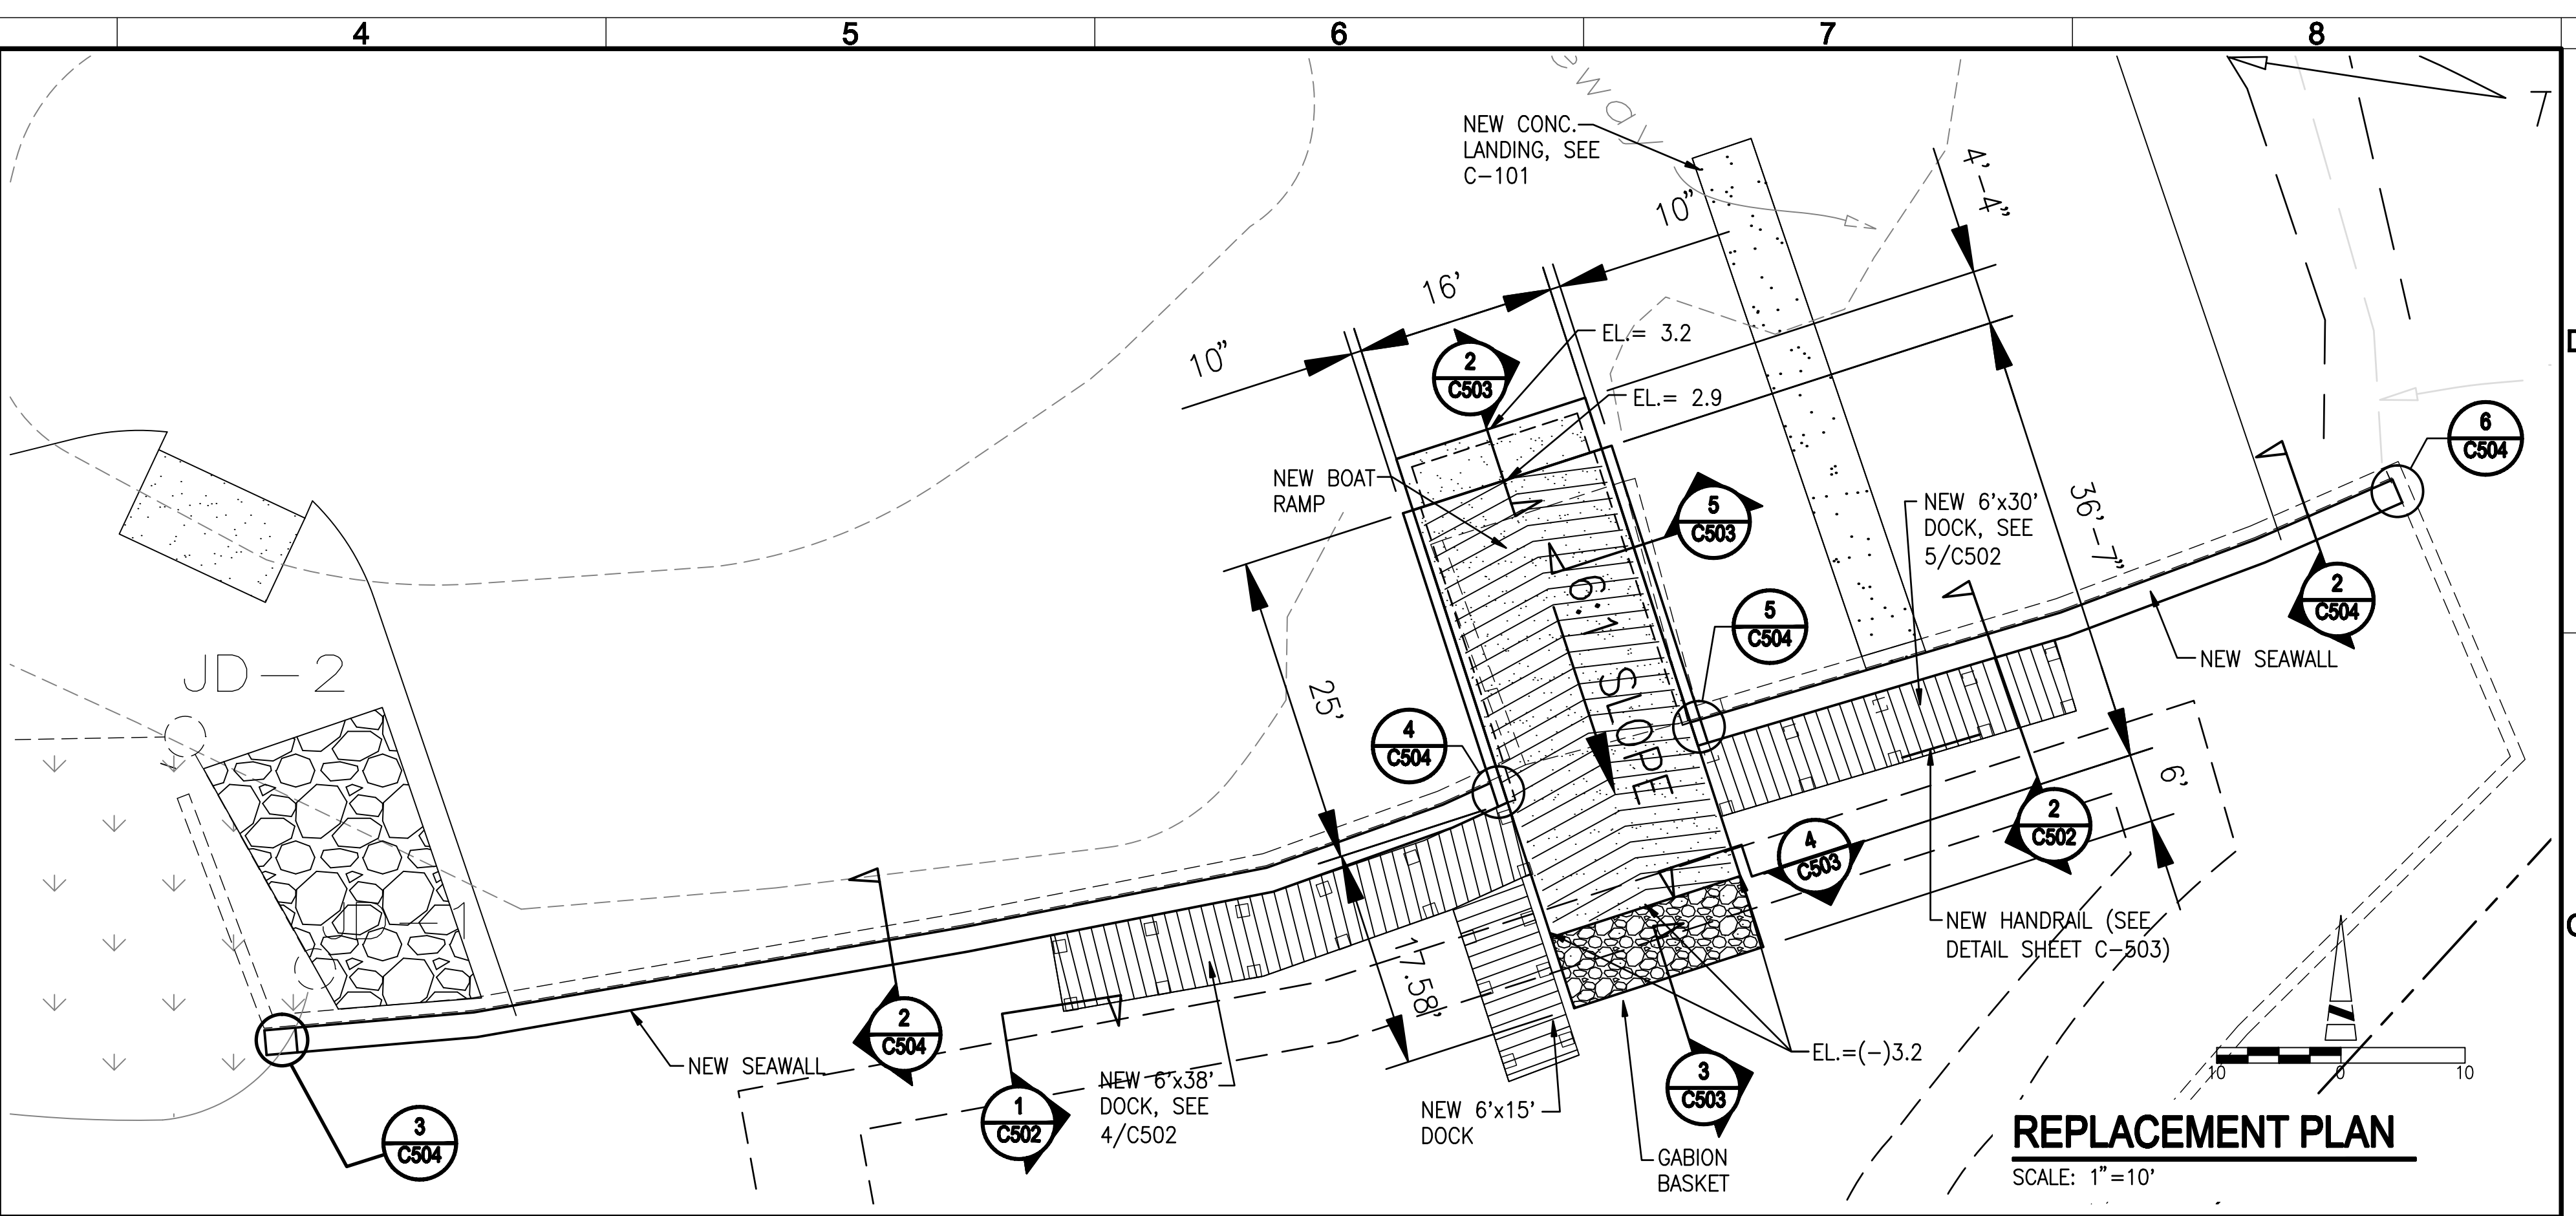 4
5
6
7
8
eway
7
NEW CONC.
LANDING, SEE
C-101
10"
16'
10"
4'-4"
EL.= 3.2
2
C503
EL.= 2.9
D
6
C504
NEW BOAT
RAMP
5
C503
NEW 6'x30'
DOCK, SEE
5/C502
36'-7"
2
C504
6:1 SLOPE
5
C504
NEW SEAWALL
JD-2
25'
4
C504
6'
2
C502
4
C503
NEW HANDRAIL (SEE
DETAIL SHEET C-503)
17.58'
2
C504
NEW SEAWALL
EL.=(-)3.2
NEW 6'x38'
DOCK, SEE
4/C502
1
C502
3
C503
NEW 6'x15'
DOCK
3
C504
GABION
BASKET
10
0
10
REPLACEMENT PLAN
SCALE: 1"=10'